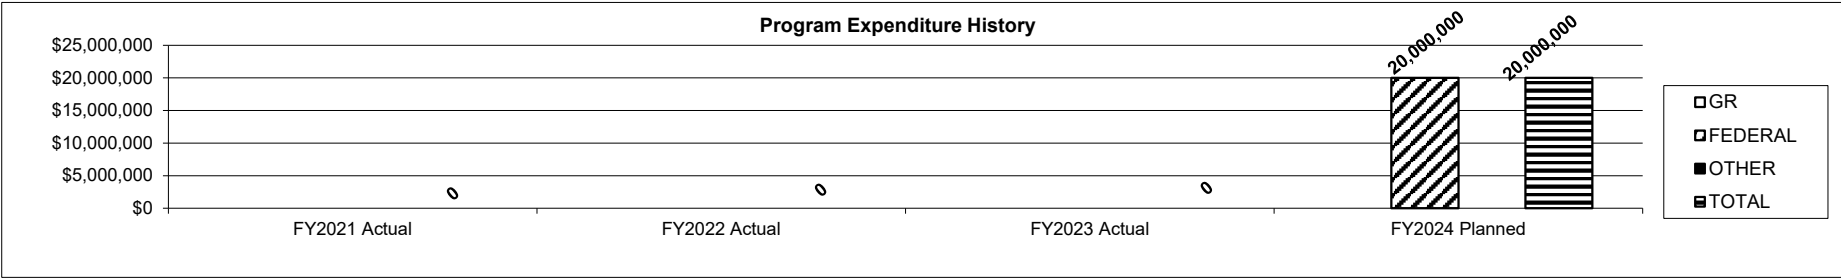 Program Expenditure History
$25,000,000
$20,000,000
$15,000,000
$10,000,000
$5,000,000
$0
0
0
0
20,000,000
20,000,000
FY2021 Actual
FY2022 Actual
FY2023 Actual
FY2024 Planned
GR
FEDERAL
OTHER
TOTAL